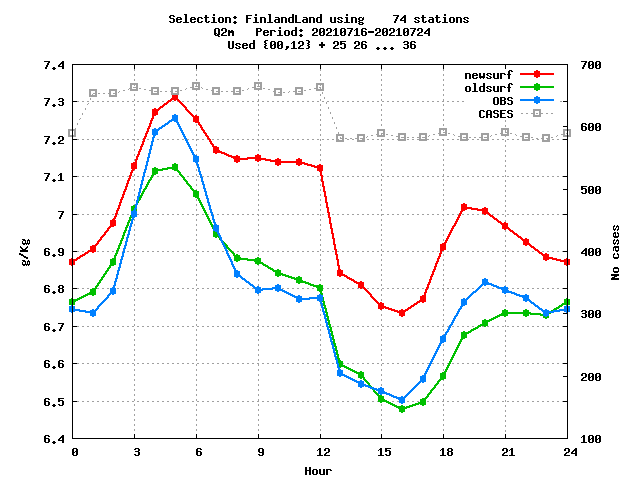 Selection: FinlandLand using    74 stations
Q2m   Period: 20210716-20210724
Used {00,12} + 25 26 ... 36
newsurf
oldsurf
OBS
CASES
7.4
7.3
7.2
7.1
7
6.9
6.8
6.7
6.6
6.5
6.4
g/Kg
700
600
500
400
300
200
100
No cases
0 3 6 9 12 15 18 21 24
Hour